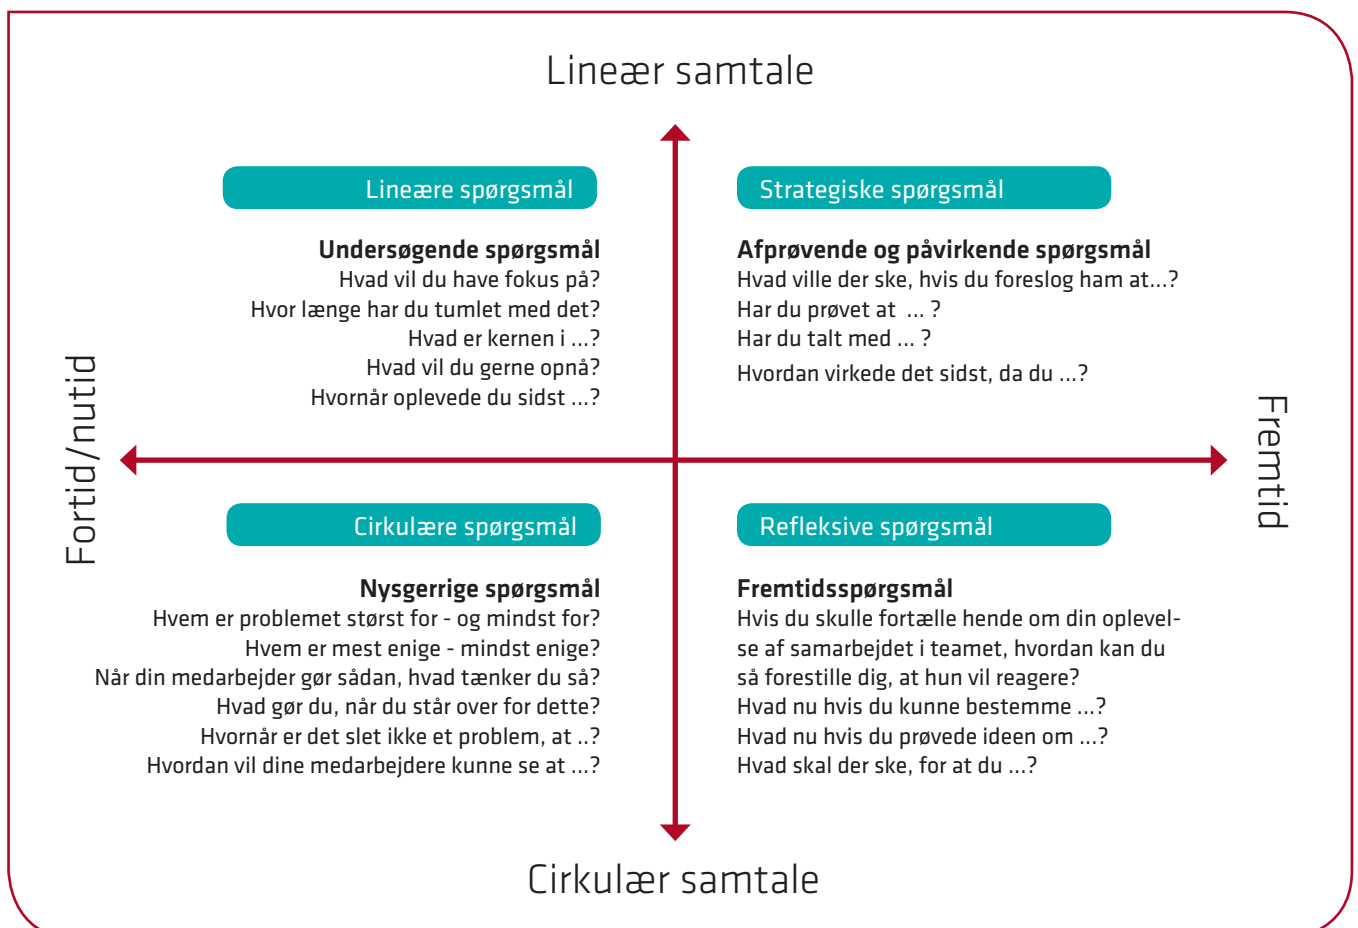 Lineær samtale
Lineære spørgsmål
Undersøgende spørgsmål
Hvad vil du have fokus på?
Hvor længe har du tumlet med det?
Hvad er kernen i ...?
Hvad vil du gerne opnå?
Hvornår oplevede du sidst ...?
Strategiske spørgsmål
Afprøvende og påvirkende spørgsmål
Hvad ville der ske, hvis du foreslog ham at...?
Har du prøvet at ... ?
Har du talt med ... ?
Hvordan virkede det sidst, da du ...?
Fortid/nutid
Fremtid
Cirkulære spørgsmål
Nysgerrige spørgsmål
Hvem er problemet størst for - og mindst for?
Hvem er mest enige - mindst enige?
Når din medarbejder gør sådan, hvad tænker du så?
Hvad gør du, når du står over for dette?
Hvornår er det slet ikke et problem, at ..?
Hvordan vil dine medarbejdere kunne se at ...?
Refleksive spørgsmål
Fremtidsspørgsmål
Hvis du skulle fortælle hende om din oplevel-
se af samarbejdet i teamet, hvordan kan du
så forestille dig, at hun vil reagere?
Hvad nu hvis du kunne bestemme ...?
Hvad nu hvis du prøvede ideen om ...?
Hvad skal der ske, for at du ...?
Cirkulær samtale